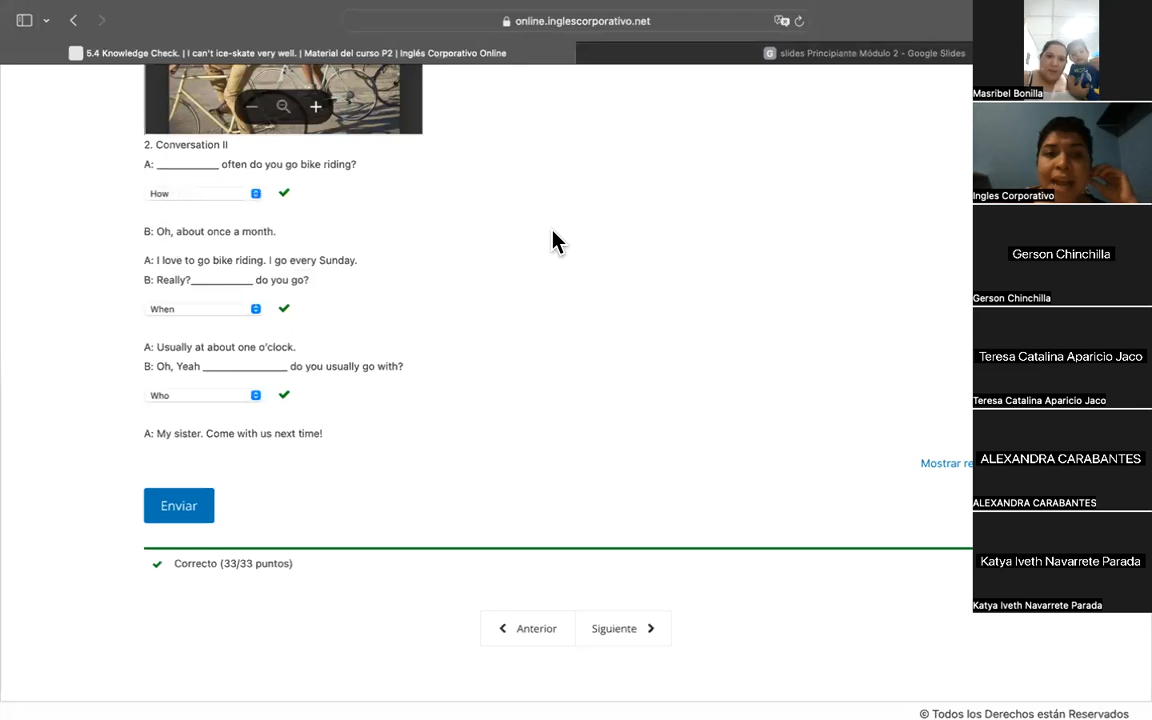 online.inglescorporativo.net
5.4 Knowledge Check. | I can't ice-skate very well. | Material del curso P2 | Inglés Corporativo Online
slides Principiante Módulo 2 - Google Slides
2. Conversation II
A: ____________ often do you go bike riding?
How
B: Oh, about once a month.
A: I love to go bike riding. I go every Sunday.
B: Really?____________ do you go?
When
A: Usually at about one o'clock.
B: Oh, Yeah ________________ do you usually go with?
Who
A: My sister. Come with us next time!
Mostrar re
Enviar
Correcto (33/33 puntos)
Anterior
Siguiente
© Todos los Derechos están Reservados
Masribel Bonilla
Ingles Corporativo
Gerson Chinchilla
Gerson Chinchilla
Teresa Catalina Aparicio Jaco
Teresa Catalina Aparicio Jaco
ALEXANDRA CARABANTES
ALEXANDRA CARABANTES
Katya Iveth Navarrete Parada
Katya Iveth Navarrete Parada